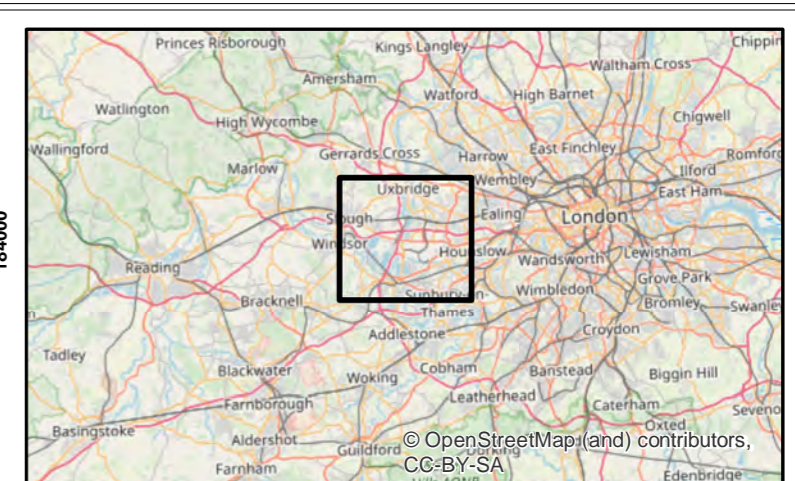 Princes Risborough
Kings Langley
Chippin
Waltham Cross
Amersham
Watford
High Barnet
Watlington
High Wycombe
Chigwell
Wallingford
Gerrards Cross
Harrow
East Finchley
Romford
Marlow
Ilford
Uxbridge
Wembley
East Ham
Slough
Ealing
London
184000
Windsor
Hounslow
Reading
Wandsworth
Lewisham
Grove Park
Bracknell
Sunbury-on-
Thames
Wimbledon
Bromley
Swanle
Addlestone
Croydon
Tadley
Blackwater
Woking
Cobham
Banstead
Biggin Hill
Farnborough
Leatherhead
Caterham
Seveno
Basingstoke
Aldershot
Guildford
Dorking
Oxted
© OpenStreetMap (and) contributors,
CC-BY-SA
Farnham
Edenbridge